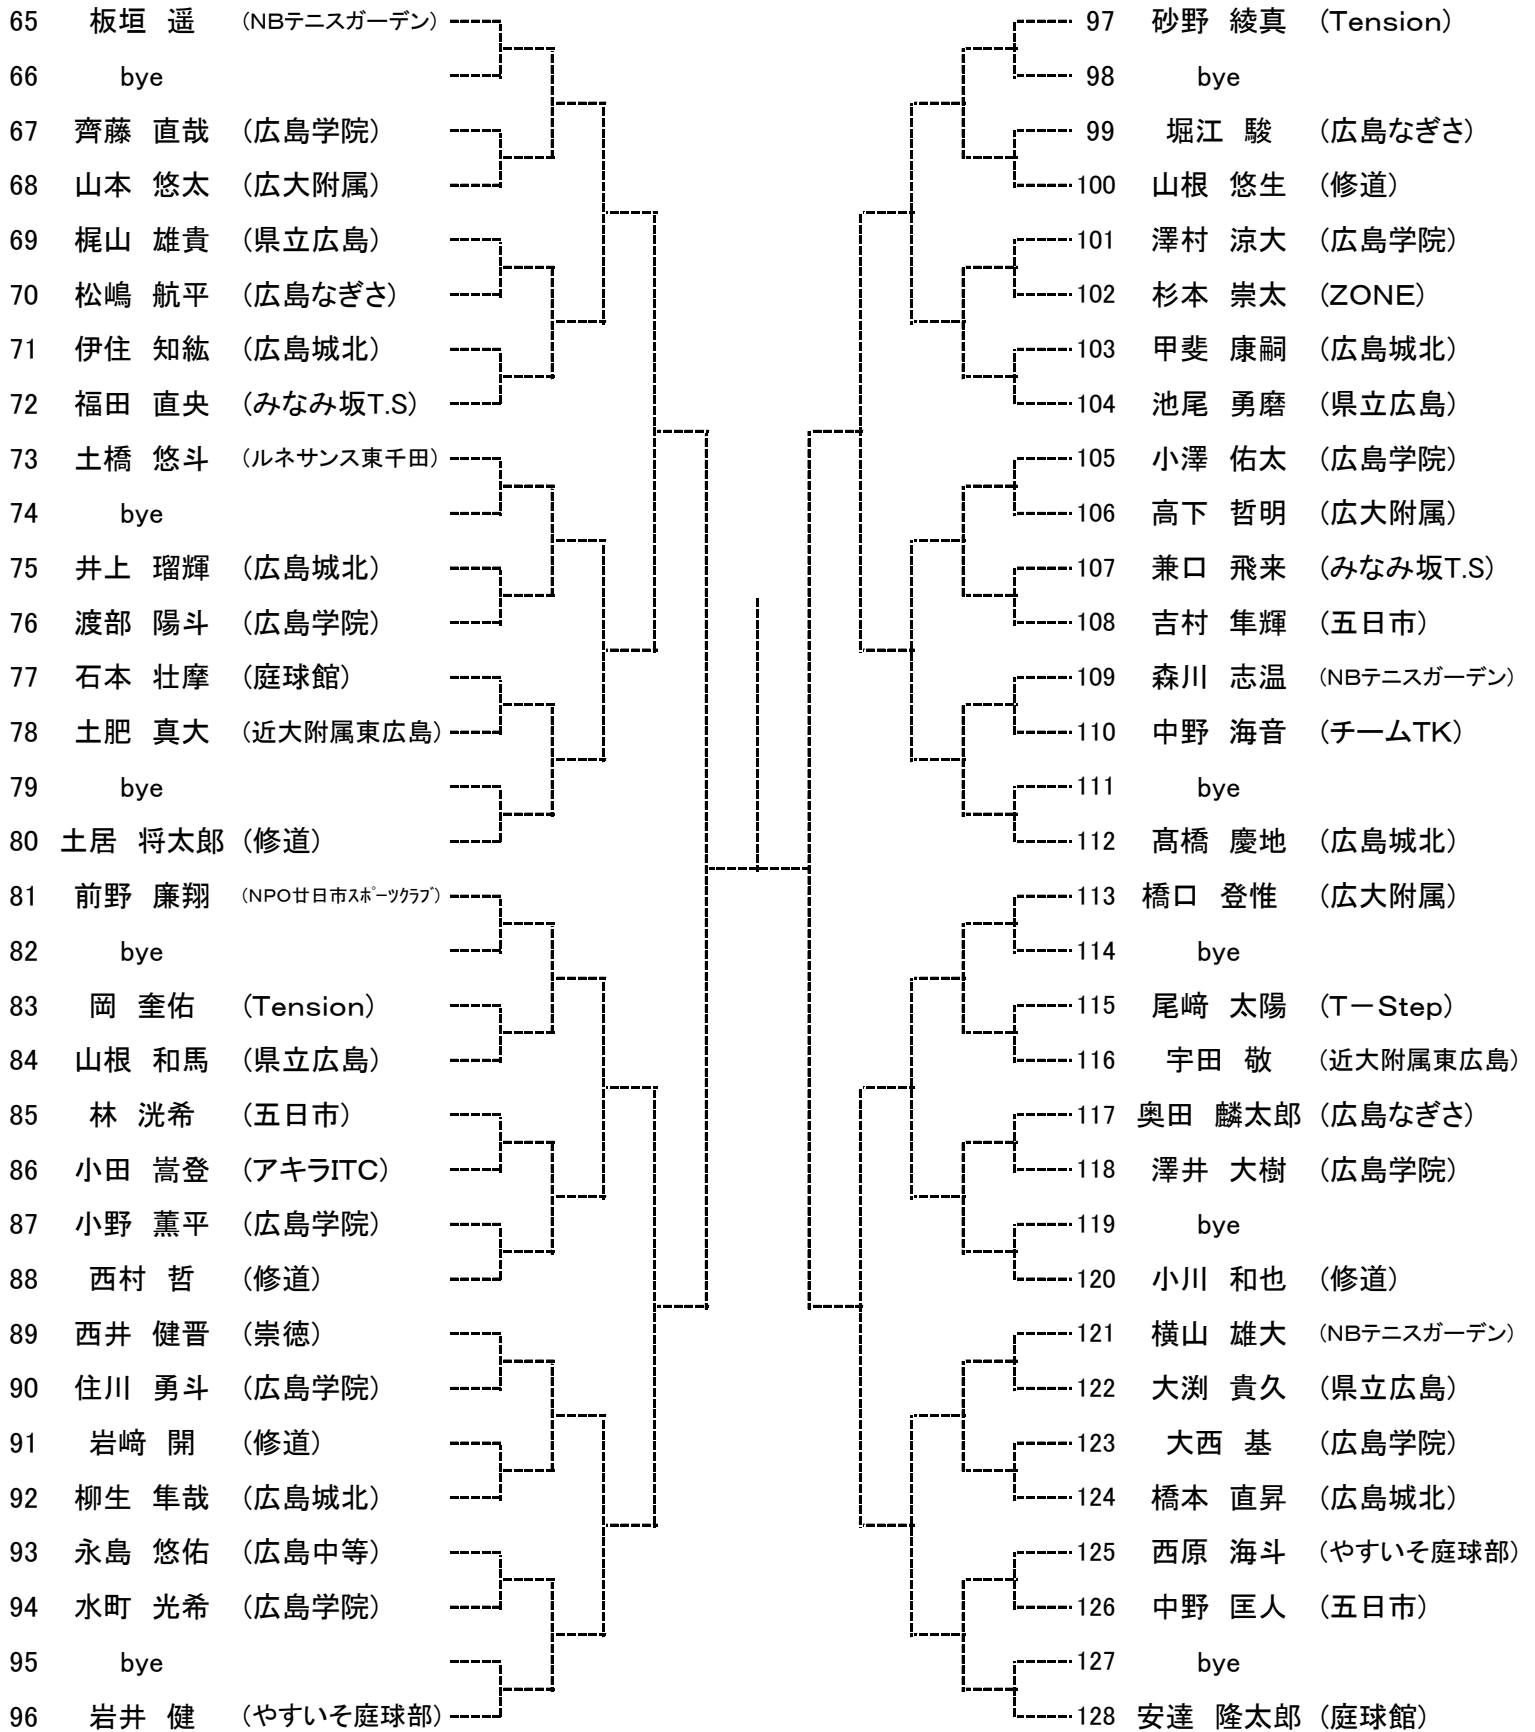 65 板垣 遥 (NBテニスガーデン)
66 bye
67 齊藤 直哉 (広島学院)
68 山本 悠太 (広大附属)
69 梶山 雄貴 (県立広島)
70 松嶋 航平 (広島なぎさ)
71 伊住 知紘 (広島城北)
72 福田 直央 (みなみ坂T.S)
73 土橋 悠斗 (ルネサンス東千田)
74 bye
75 井上 瑠輝 (広島城北)
76 渡部 陽斗 (広島学院)
77 石本 壮摩 (庭球館)
78 土肥 真大 (近大附属東広島)
79 bye
80 土居 将太郎 (修道)
81 前野 廉翔 (NPO廿日市スポーツクラブ)
82 bye
83 岡 奎佑 (Tension)
84 山根 和馬 (県立広島)
85 林 洸希 (五日市)
86 小田 嵩登 (アキラITC)
87 小野 薫平 (広島学院)
88 西村 哲 (修道)
89 西井 健晋 (崇徳)
90 住川 勇斗 (広島学院)
91 岩﨑 開 (修道)
92 柳生 隼哉 (広島城北)
93 永島 悠佑 (広島中等)
94 水町 光希 (広島学院)
95 bye
96 岩井 健 (やすいそ庭球部)
97 砂野 綾真 (Tension)
98 bye
99 堀江 駿 (広島なぎさ)
100 山根 悠生 (修道)
101 澤村 涼大 (広島学院)
102 杉本 崇太 (ZONE)
103 甲斐 康嗣 (広島城北)
104 池尾 勇磨 (県立広島)
105 小澤 佑太 (広島学院)
106 高下 哲明 (広大附属)
107 兼口 飛来 (みなみ坂T.S)
108 吉村 隼輝 (五日市)
109 森川 志温 (NBテニスガーデン)
110 中野 海音 (チームTK)
111 bye
112 髙橋 慶地 (広島城北)
113 橋口 登惟 (広大附属)
114 bye
115 尾﨑 太陽 (T－Step)
116 宇田 敬 (近大附属東広島)
117 奥田 麟太郎 (広島なぎさ)
118 澤井 大樹 (広島学院)
119 bye
120 小川 和也 (修道)
121 横山 雄大 (NBテニスガーデン)
122 大渕 貴久 (県立広島)
123 大西 基 (広島学院)
124 橋本 直昇 (広島城北)
125 西原 海斗 (やすいそ庭球部)
126 中野 匡人 (五日市)
127 bye
128 安達 隆太郎 (庭球館)